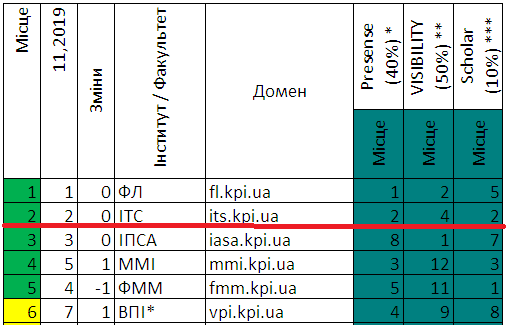 Місце 11,2019 Зміни Інститут / Факультет Домен Presense (40%) * VISIBILITY (50%) ** Scholar (10%) ***
Місце Місце Місце
1 1 0 ФЛ fl.kpi.ua 1 2 5
2 2 0 ІТС its.kpi.ua 2 4 2
3 3 0 ІПСА iasa.kpi.ua 8 1 7
4 5 1 ММІ mmi.kpi.ua 3 12 3
5 4 -1 ФММ fmm.kpi.ua 5 11 1
6 7 1 ВПІ* vpi.kpi.ua 4 9 8